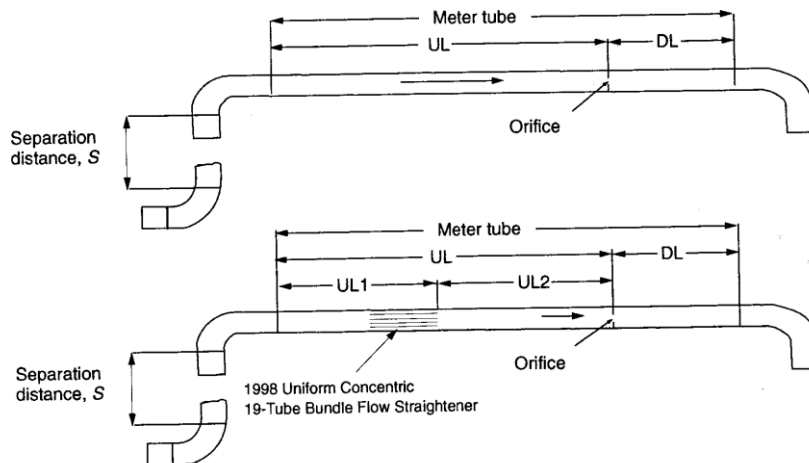 Meter tube
UL
DL
Orifice
Separation
distance, S
Meter tube
UL
DL
UL1
UL2
Orifice
Separation
distance, S
1998 Uniform Concentric
19-Tube Bundle Flow Straightener